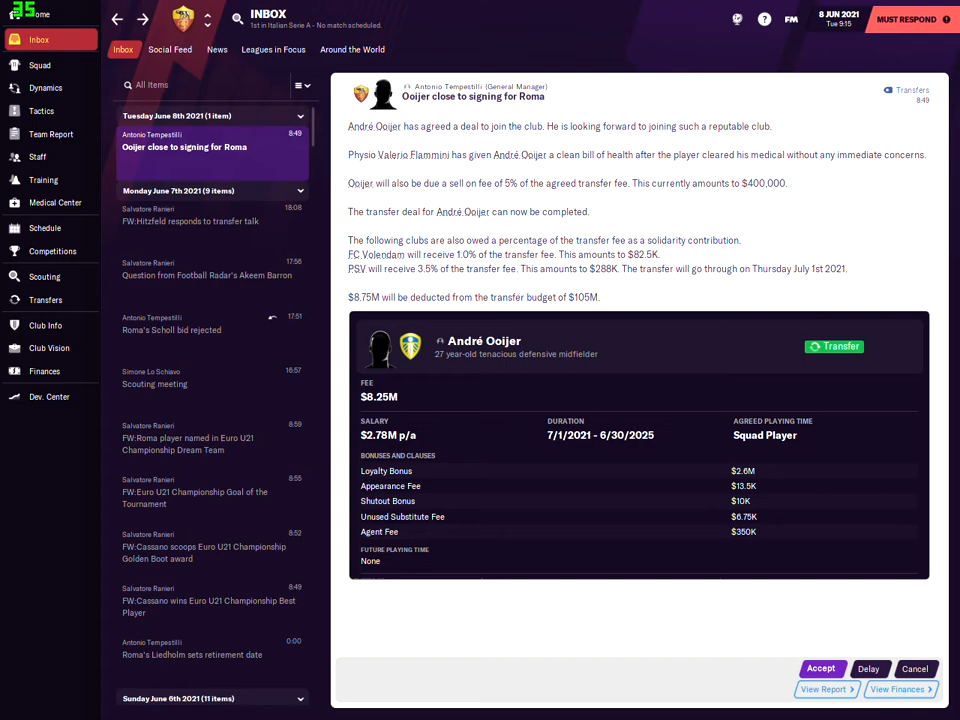 35
ome
INBOX
1st in Italian Serie A - No match scheduled.
FM
8 JUN 2021
Tue 9:15
MUST RESPOND
Inbox
Squad
Dynamics
Tactics
Team Report
Staff
Training
Medical Center
Schedule
Competitions
Scouting
Transfers
Club Info
Club Vision
Finances
Dev. Center
Inbox Social Feed News Leagues in Focus Around the World
All Items
Tuesday June 8th 2021 (1 item)
Antonio Tempestilli 8:49
Ooijer close to signing for Roma
Monday June 7th 2021 (9 items)
Salvatore Ranieri 18:08
FW:Hitzfeld responds to transfer talk
Salvatore Ranieri 17:56
Question from Football Radar's Akeem Barron
Antonio Tempestilli 17:51
Roma's Scholl bid rejected
Simone Lo Schiavo 16:57
Scouting meeting
Salvatore Ranieri 8:59
FW:Roma player named in Euro U21
Championship Dream Team
Salvatore Ranieri 8:55
FW:Euro U21 Championship Goal of the
Tournament
Salvatore Ranieri 8:52
FW:Cassano scoops Euro U21 Championship
Golden Boot award
Salvatore Ranieri 8:49
FW:Cassano wins Euro U21 Championship Best
Player
Antonio Tempestilli 0:00
Roma's Liedholm sets retirement date
Sunday June 6th 2021 (11 items)
Antonio Tempestilli (General Manager)
Ooijer close to signing for Roma
Transfers
8:49
André Ooijer has agreed a deal to join the club. He is looking forward to joining such a reputable club.
Physio Valerio Flammini has given André Ooijer a clean bill of health after the player cleared his medical without any immediate concerns.
Ooijer will also be due a sell on fee of 5% of the agreed transfer fee. This currently amounts to $400,000.
The transfer deal for André Ooijer can now be completed.
The following clubs are also owed a percentage of the transfer fee as a solidarity contribution.
FC Volendam will receive 1.0% of the transfer fee. This amounts to $82.5K.
PSV will receive 3.5% of the transfer fee. This amounts to $288K. The transfer will go through on Thursday July 1st 2021.
$8.75M will be deducted from the transfer budget of $105M.
André Ooijer
27 year-old tenacious defensive midfielder
Transfer
FEE
$8.25M
SALARY DURATION AGREED PLAYING TIME
$2.78M p/a 7/1/2021 - 6/30/2025 Squad Player
BONUSES AND CLAUSES
Loyalty Bonus $2.6M
Appearance Fee $13.5K
Shutout Bonus $10K
Unused Substitute Fee $6.75K
Agent Fee $350K
FUTURE PLAYING TIME
None
Accept Delay Cancel
View Report View Finances